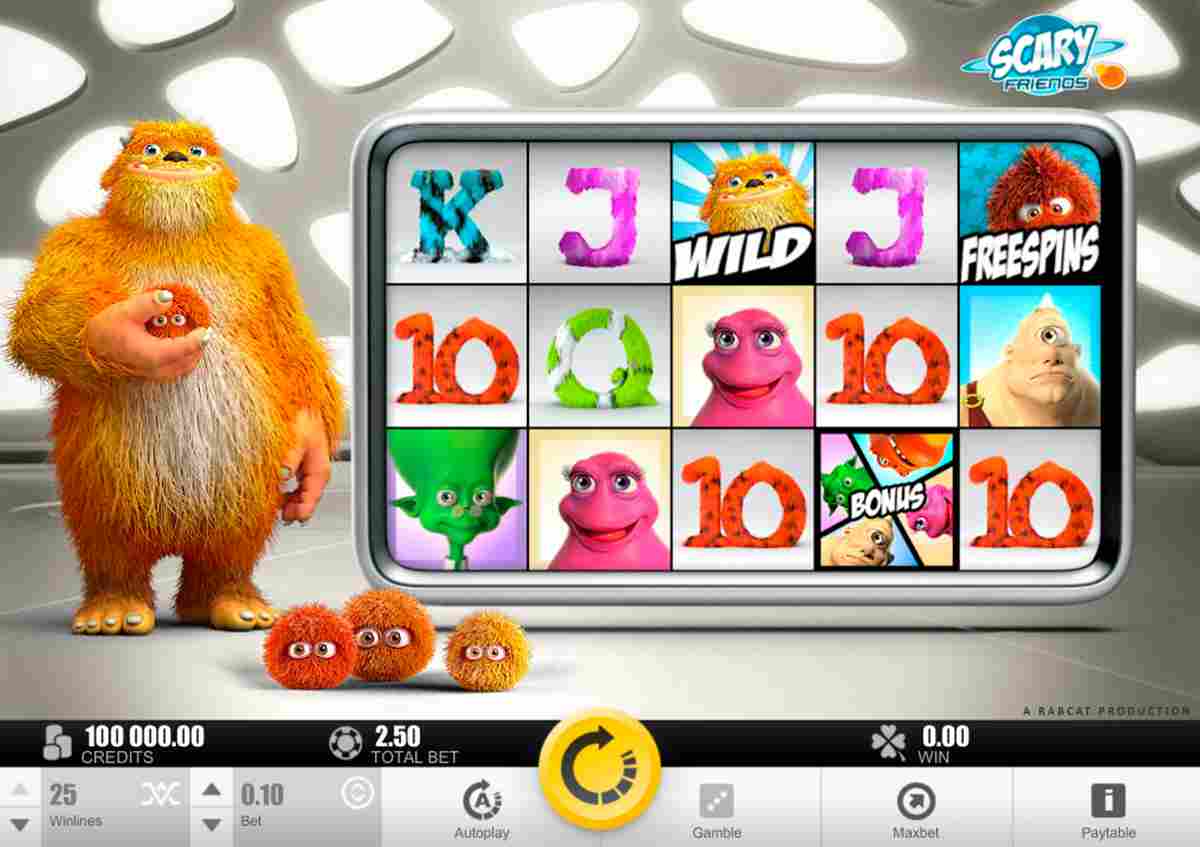 SCARY
FRIENDS
K J WILD J FREESPINS
10 Q 10
10 BONUS 10
A RABCAT PRODUCTION
100 000.00 2.50 0.00
CREDITS TOTAL BET WIN
25 0.10
Winlines Bet
A
Autoplay Gamble Maxbet Paytable